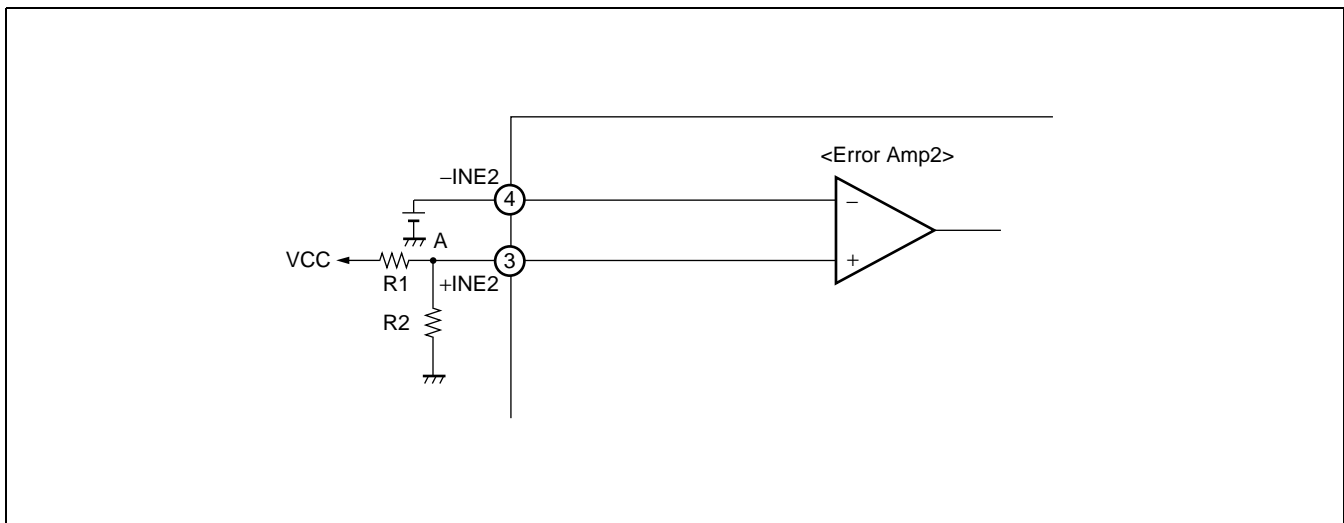 <Error Amp2>
−INE2
4
−
A
VCC
3
+
R1
+INE2
R2